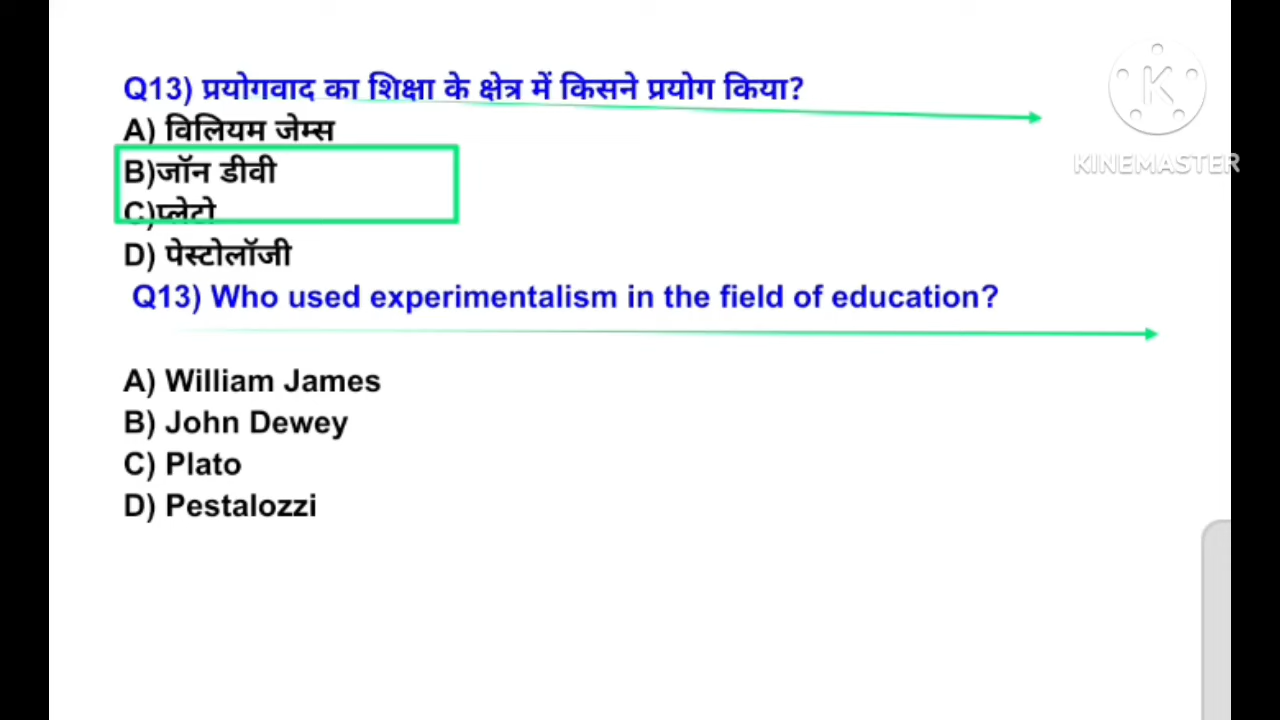 Q13) प्रयोगवाद का शिक्षा के क्षेत्र में किसने प्रयोग किया?
A) विलियम जेम्स
B)जॉन डीवी
C)प्लेटो
D) पेस्टोलॉजी
Q13) Who used experimentalism in the field of education?
A) William James
B) John Dewey
C) Plato
D) Pestalozzi
K
KINEMASTER